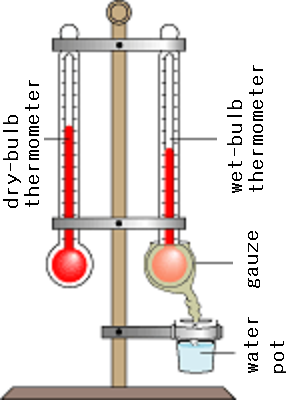 dry-bulb
thermometer
wet-bulb
thermometer
gauze
water
pot